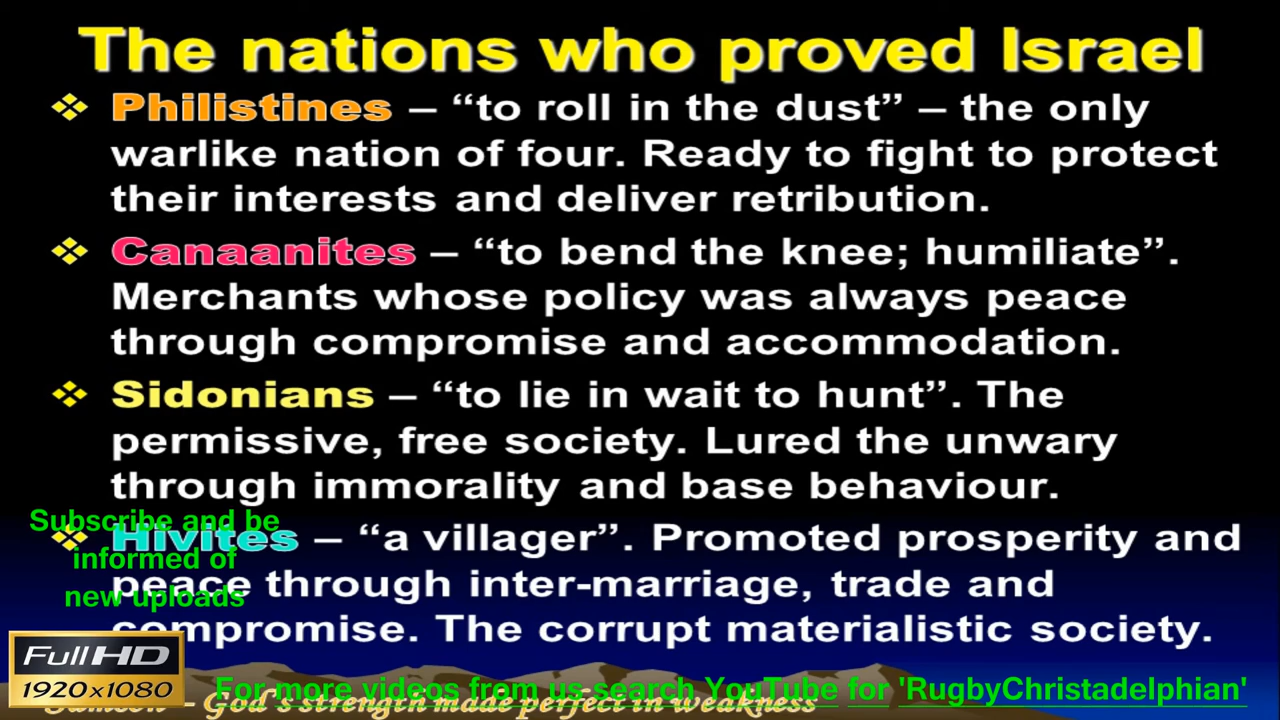 The nations who proved Israel
❖ Philistines – “to roll in the dust” – the only
warlike nation of four. Ready to fight to protect
their interests and deliver retribution.
❖ Canaanites – “to bend the knee; humiliate”.
Merchants whose policy was always peace
through compromise and accommodation.
❖ Sidonians – “to lie in wait to hunt”. The
permissive, free society. Lured the unwary
through immorality and base behaviour.
❖ Hivites – “a villager”. Promoted prosperity and
peace through inter-marriage, trade and
compromise. The corrupt materialistic society.
Subscribe and be
informed of
new uploads
Full HD
1920x1080
For more videos from us search YouTube for 'RugbyChristadelphian'
– God's strength made perfect in weakness